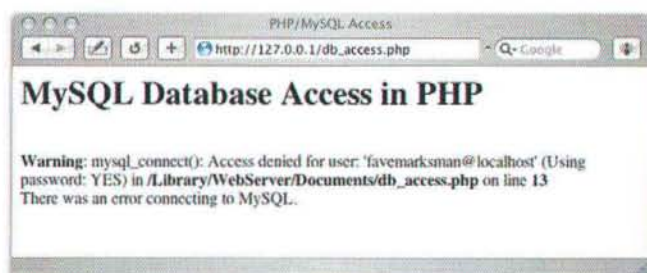 PHP/MySQL Access
http://127.0.0.1/db_access.php
Google
MySQL Database Access in PHP
Warning: mysql_connect(): Access denied for user: 'favemarksman@localhost' (Using
password: YES) in /Library/WebServer/Documents/db_access.php on line 13
There was an error connecting to MySQL.